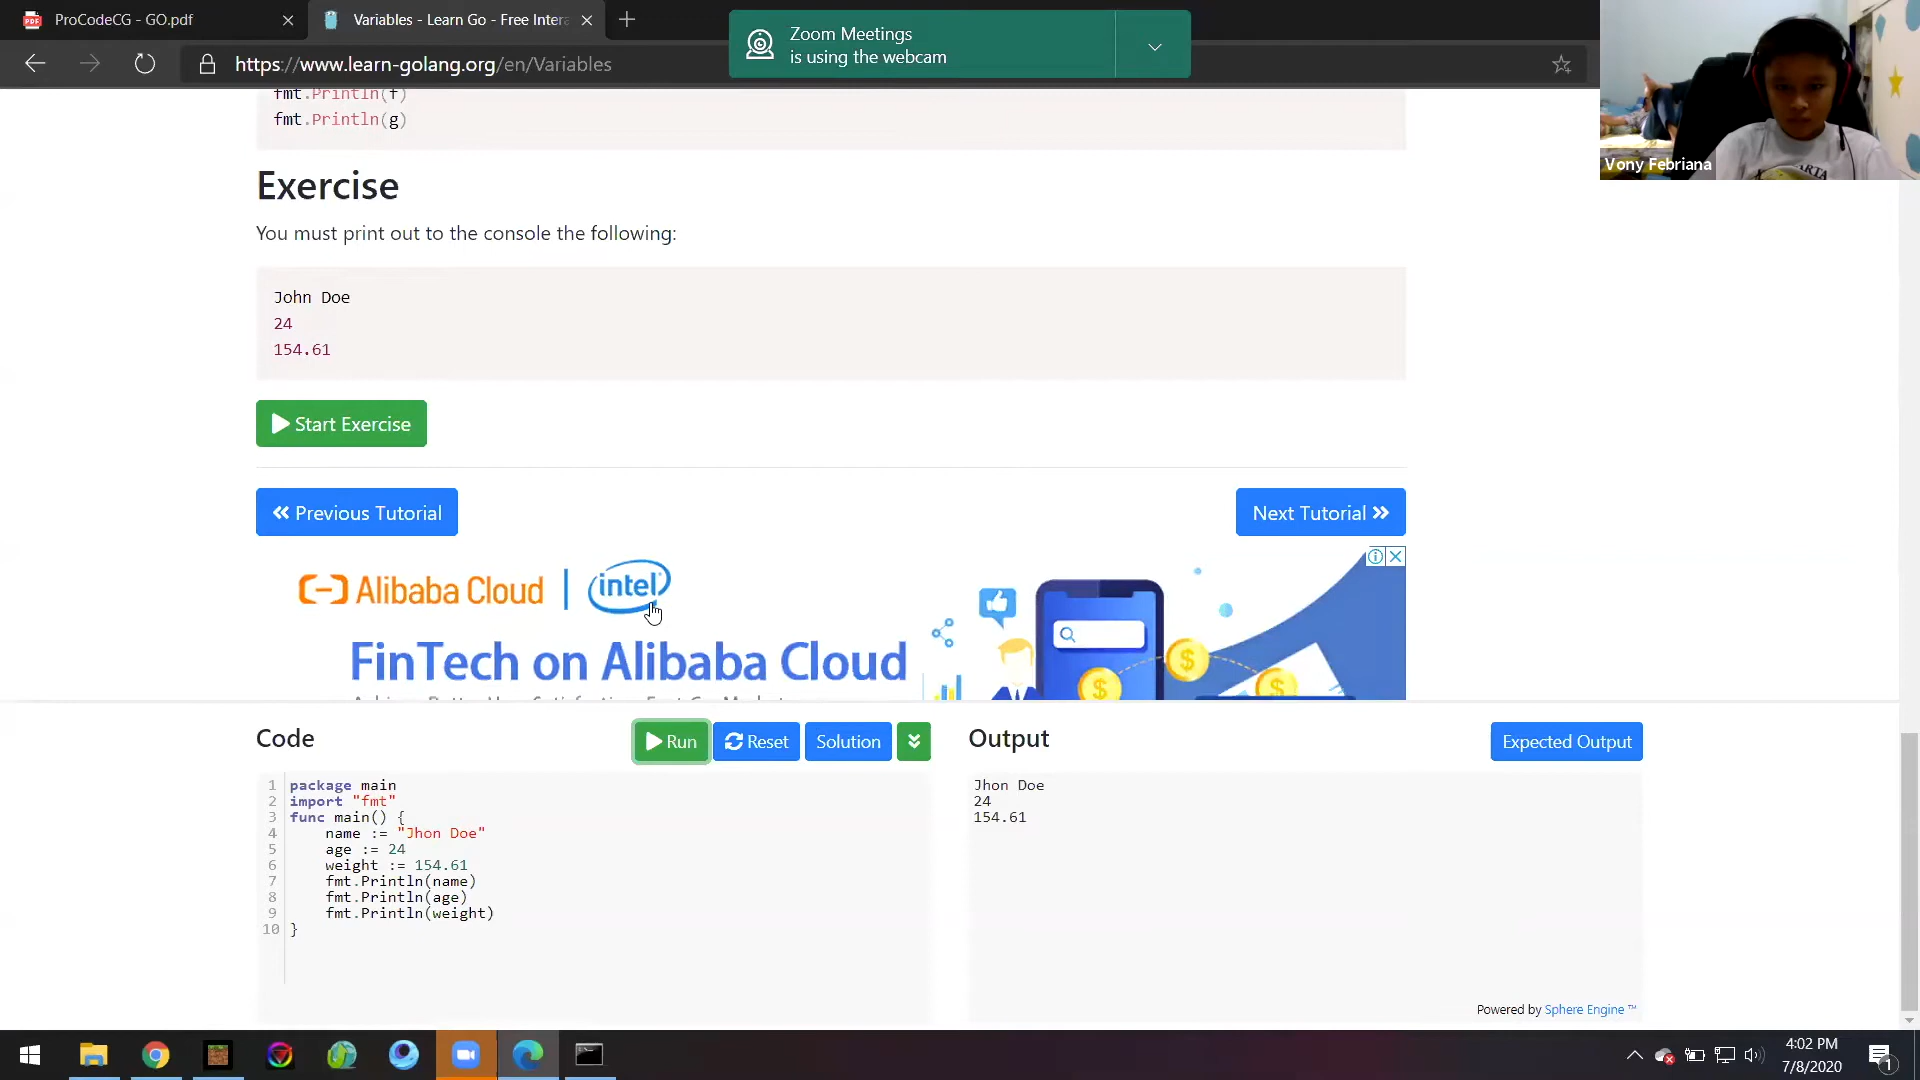 ProCodeCG - GO.pdf
Variables - Learn Go - Free Intera
Zoom Meetings
is using the webcam
https://www.learn-golang.org/en/Variables
Vony Febriana
fmt.Println(f)
fmt.Println(g)
Exercise
You must print out to the console the following:
John Doe
24
154.61
Start Exercise
Previous Tutorial
Next Tutorial
Alibaba Cloud | intel
FinTech on Alibaba Cloud
Code
Run
Reset
Solution
Output
Expected Output
1 package main
2 import "fmt"
3 func main() {
4 name := "Jhon Doe"
5 age := 24
6 weight := 154.61
7 fmt.Println(name)
8 fmt.Println(age)
9 fmt.Println(weight)
10 }
Jhon Doe
24
154.61
Powered by Sphere Engine ™
4:02 PM
7/8/2020
1